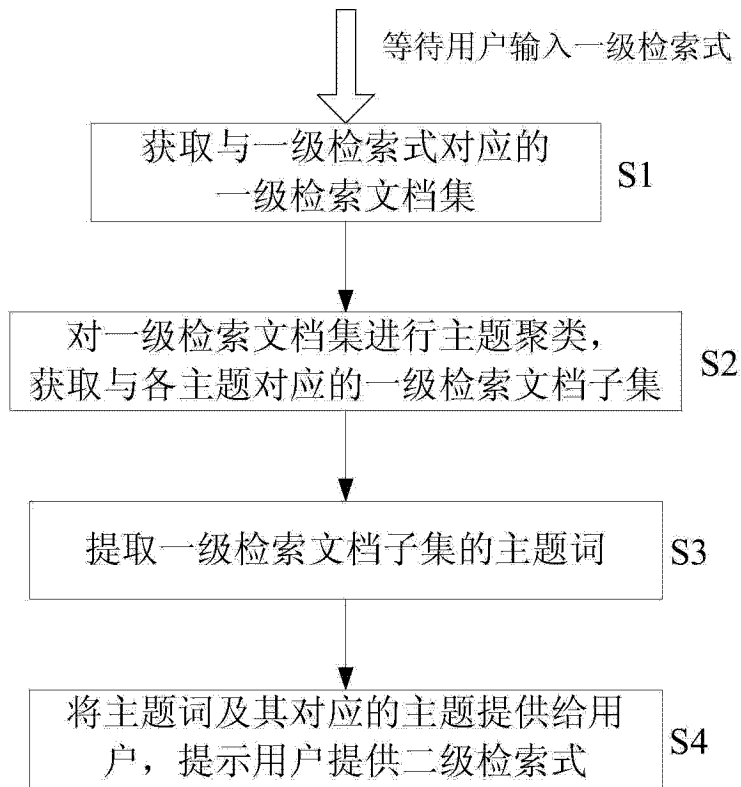 等待用户输入一级检索式
获取与一级检索式对应的
一级检索文档集
S1
对一级检索文档集进行主题聚类，
获取与各主题对应的一级检索文档子集
S2
提取一级检索文档子集的主题词
S3
将主题词及其对应的主题提供给用
户，提示用户提供二级检索式
S4